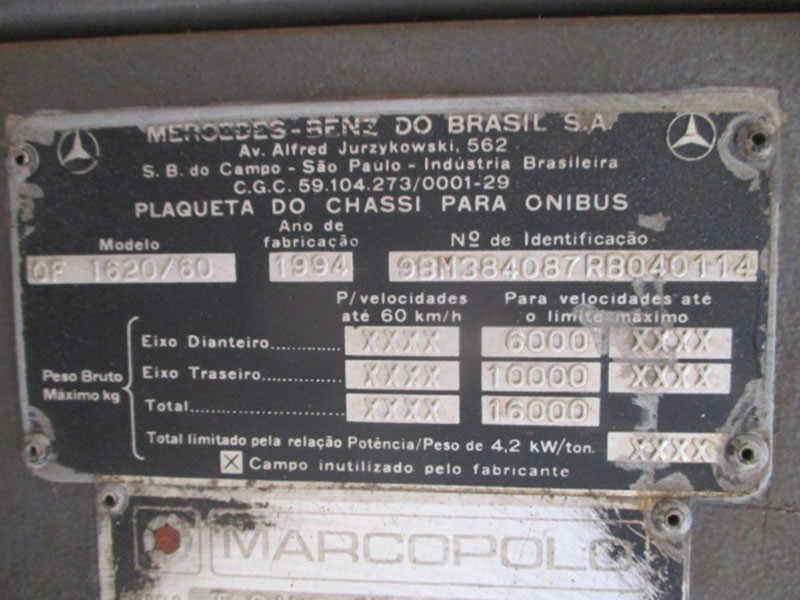 MERCEDES-BENZ DO BRASIL S.A.
Av. Alfred Jurzykowski, 562
S. B. do Campo - São Paulo - Indústria Brasileira
C.G.C. 59.104.273/0001-29
PLAQUETA DO CHASSI PARA ONIBUS
Modelo Ano de fabricação Nº de Identificação
OF 1620/60 1994 9BM384087RB040114
P/velocidades até 60 km/h Para velocidades até o limite máximo
Peso Bruto Máximo kg
Eixo Dianteiro XXXX 6000 XXXX
Eixo Traseiro XXXX 10000 XXXX
Total XXXX 16000
Total limitado pela relação Potência/Peso de 4,2 kW/ton. XXXX
X Campo inutilizado pelo fabricante
MARCOPOLO